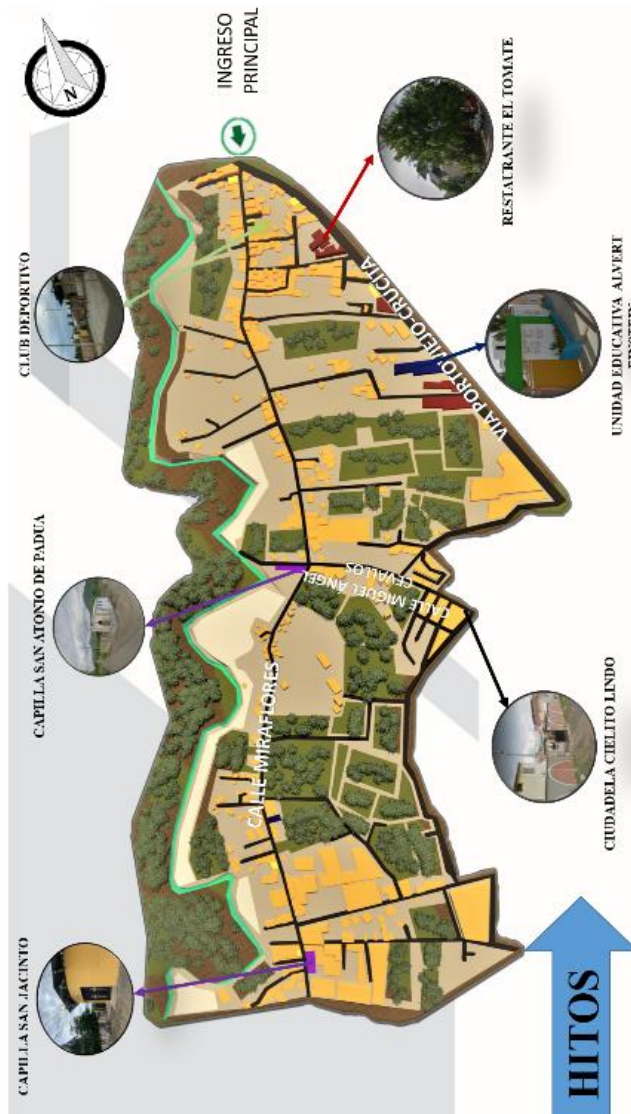 CAPILLA SAN JACINTO
CAPILLA SAN ATONIO DE PADUA
CLUB DEPORTIVO
N
INGRESO
PRINCIPAL
CALLE MIRAFLORES
CALLE MIGUEL ANGEL
CEVALLOS
VIA PORTOVIEJO-CRUCITA
RESTAURANTE EL TOMATE
UNIDAD EDUCATIVA ALVERT
CIUDADELA CIELITO LINDO
HITOS